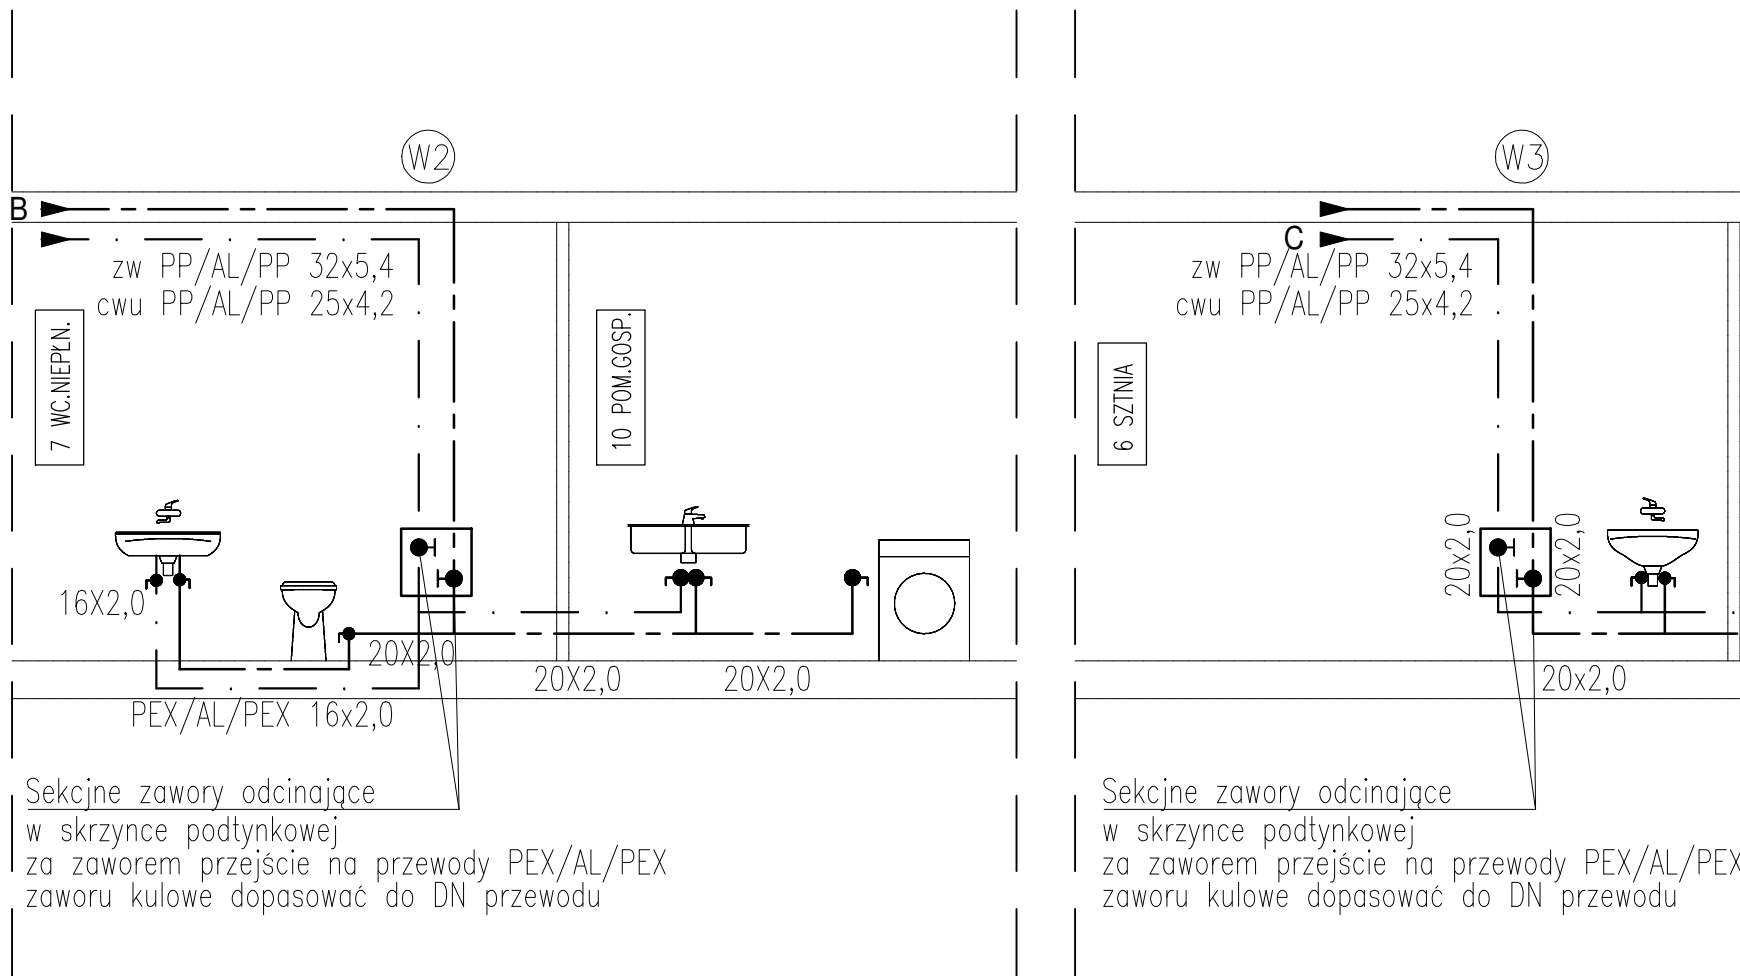 W2
B
zw PP/AL/PP 32x5,4
cwu PP/AL/PP 25x4,2
7 WC.NIEPŁN.
10 POM.GOSP.
16X2,0
20X2,0
20X2,0
20X2,0
PEX/AL/PEX 16x2,0
Sekcjne zawory odcinające
w skrzynce podtynkowej
za zaworem przejście na przewody PEX/AL/PEX
zaworu kulowe dopasować do DN przewodu
W3
C
zw PP/AL/PP 32x5,4
cwu PP/AL/PP 25x4,2
6 SZTNIA
20x2,0
20x2,0
20x2,0
Sekcjne zawory odcinające
w skrzynce podtynkowej
za zaworem przejście na przewody PEX/AL/PEX
zaworu kulowe dopasować do DN przewodu